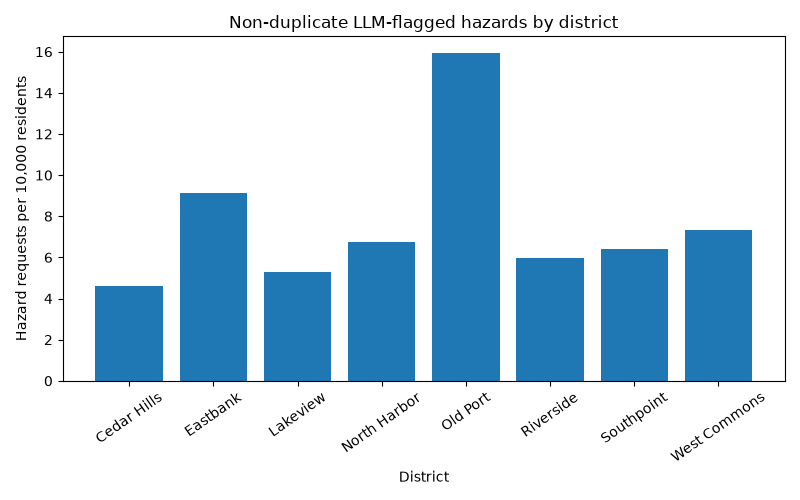 Non-duplicate LLM-flagged hazards by district
Hazard requests per 10,000 residents
16
14
12
10
8
6
4
2
0
Cedar Hills
Eastbank
Lakeview
North Harbor
Old Port
Riverside
Southpoint
West Commons
District